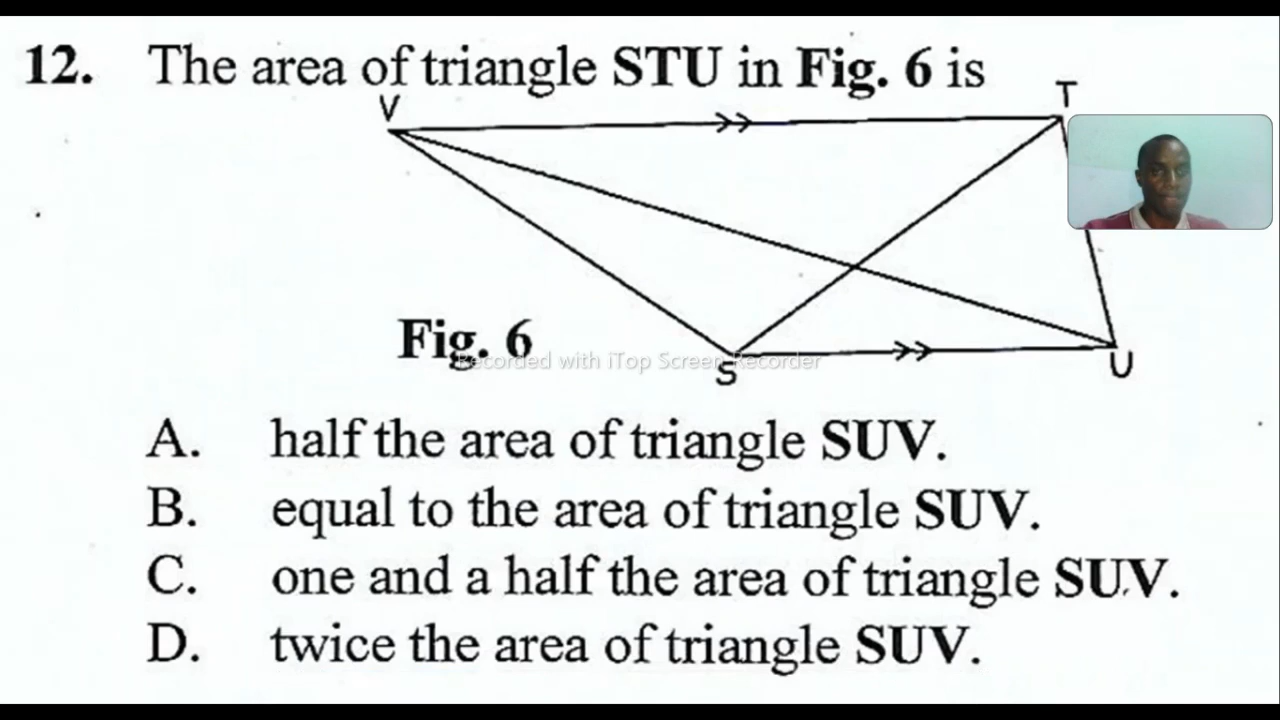 12. The area of triangle STU in Fig. 6 is
V
T
Fig. 6
Recorded with iTop Screen Recorder
S
U
A. half the area of triangle SUV.
B. equal to the area of triangle SUV.
C. one and a half the area of triangle SUV.
D. twice the area of triangle SUV.